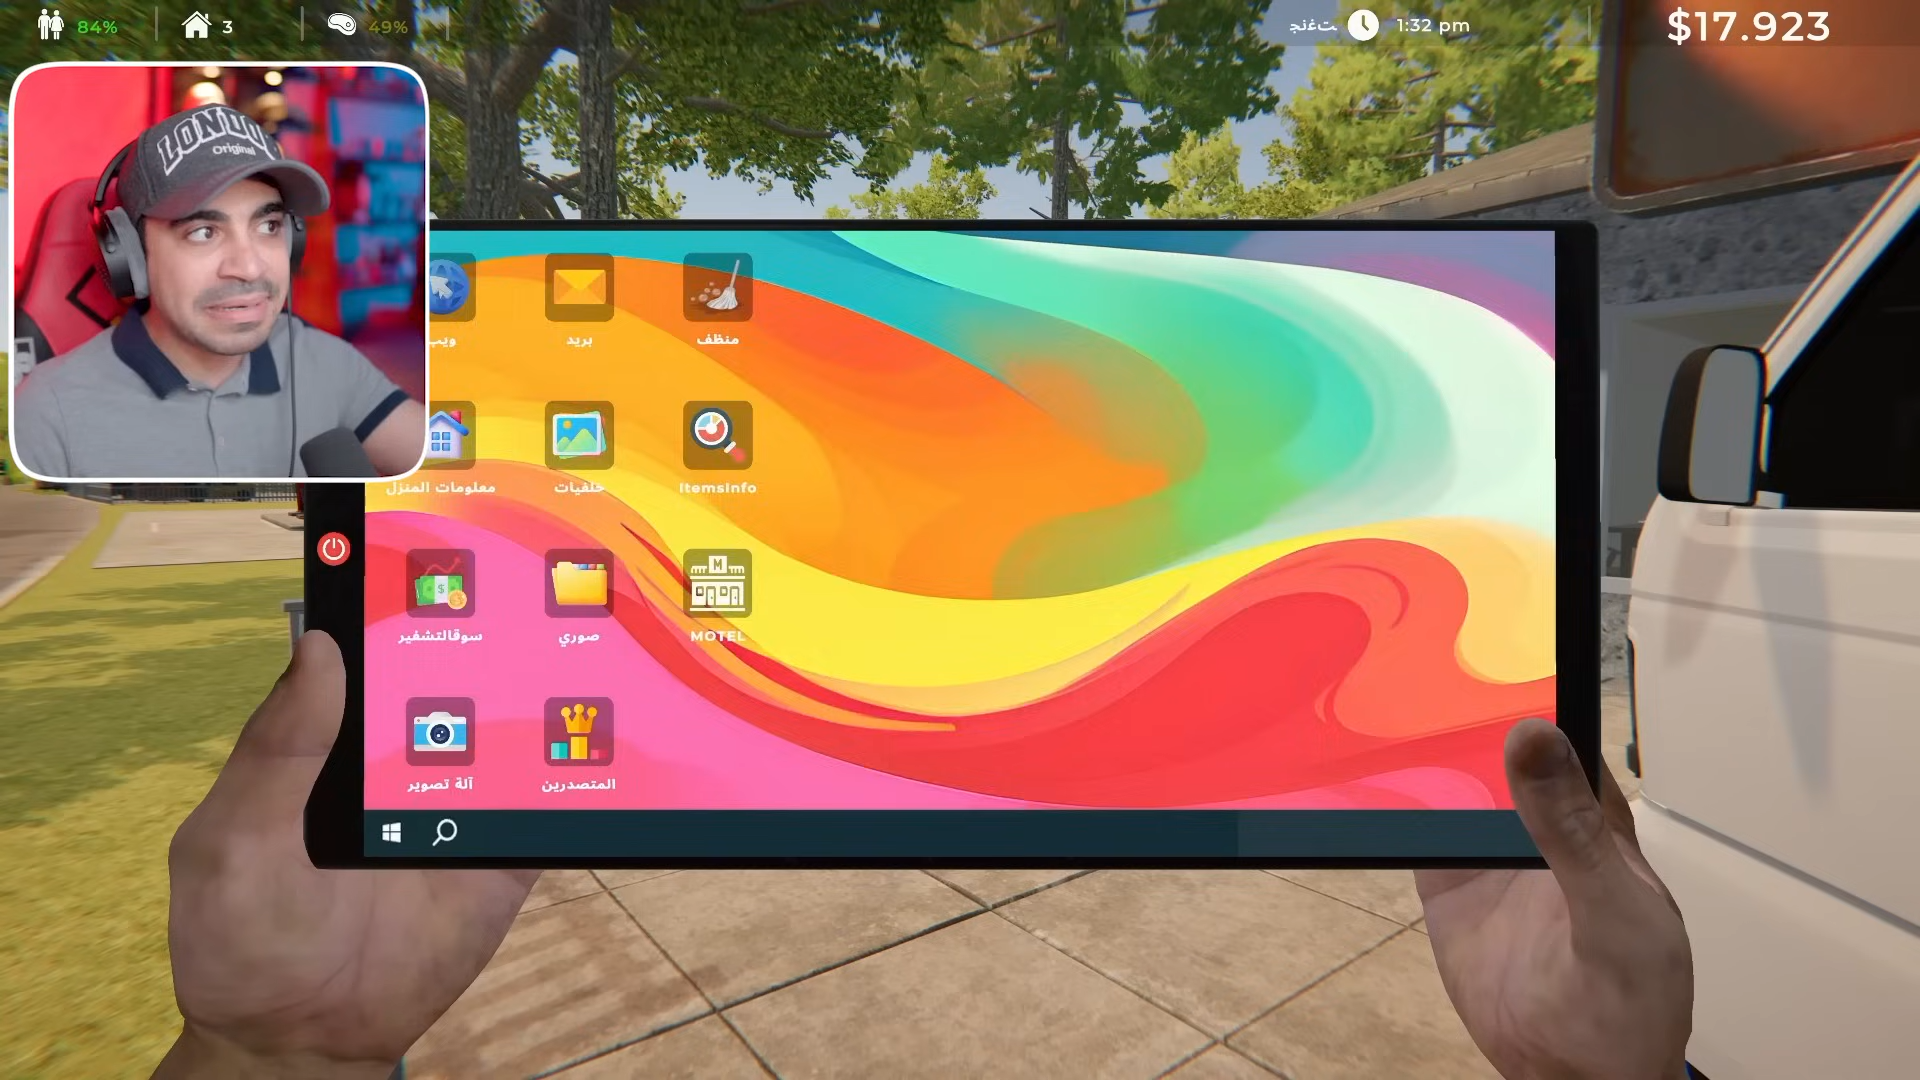 84%
3
49%
1:32 pm
$17.923
LONDON
Original
ويب
بريد
منظف
معلومات المنزل
خلفيات
ItemsInfo
سوقالتشفير
صوري
M
MOTEL
آلة تصوير
المتصدرين